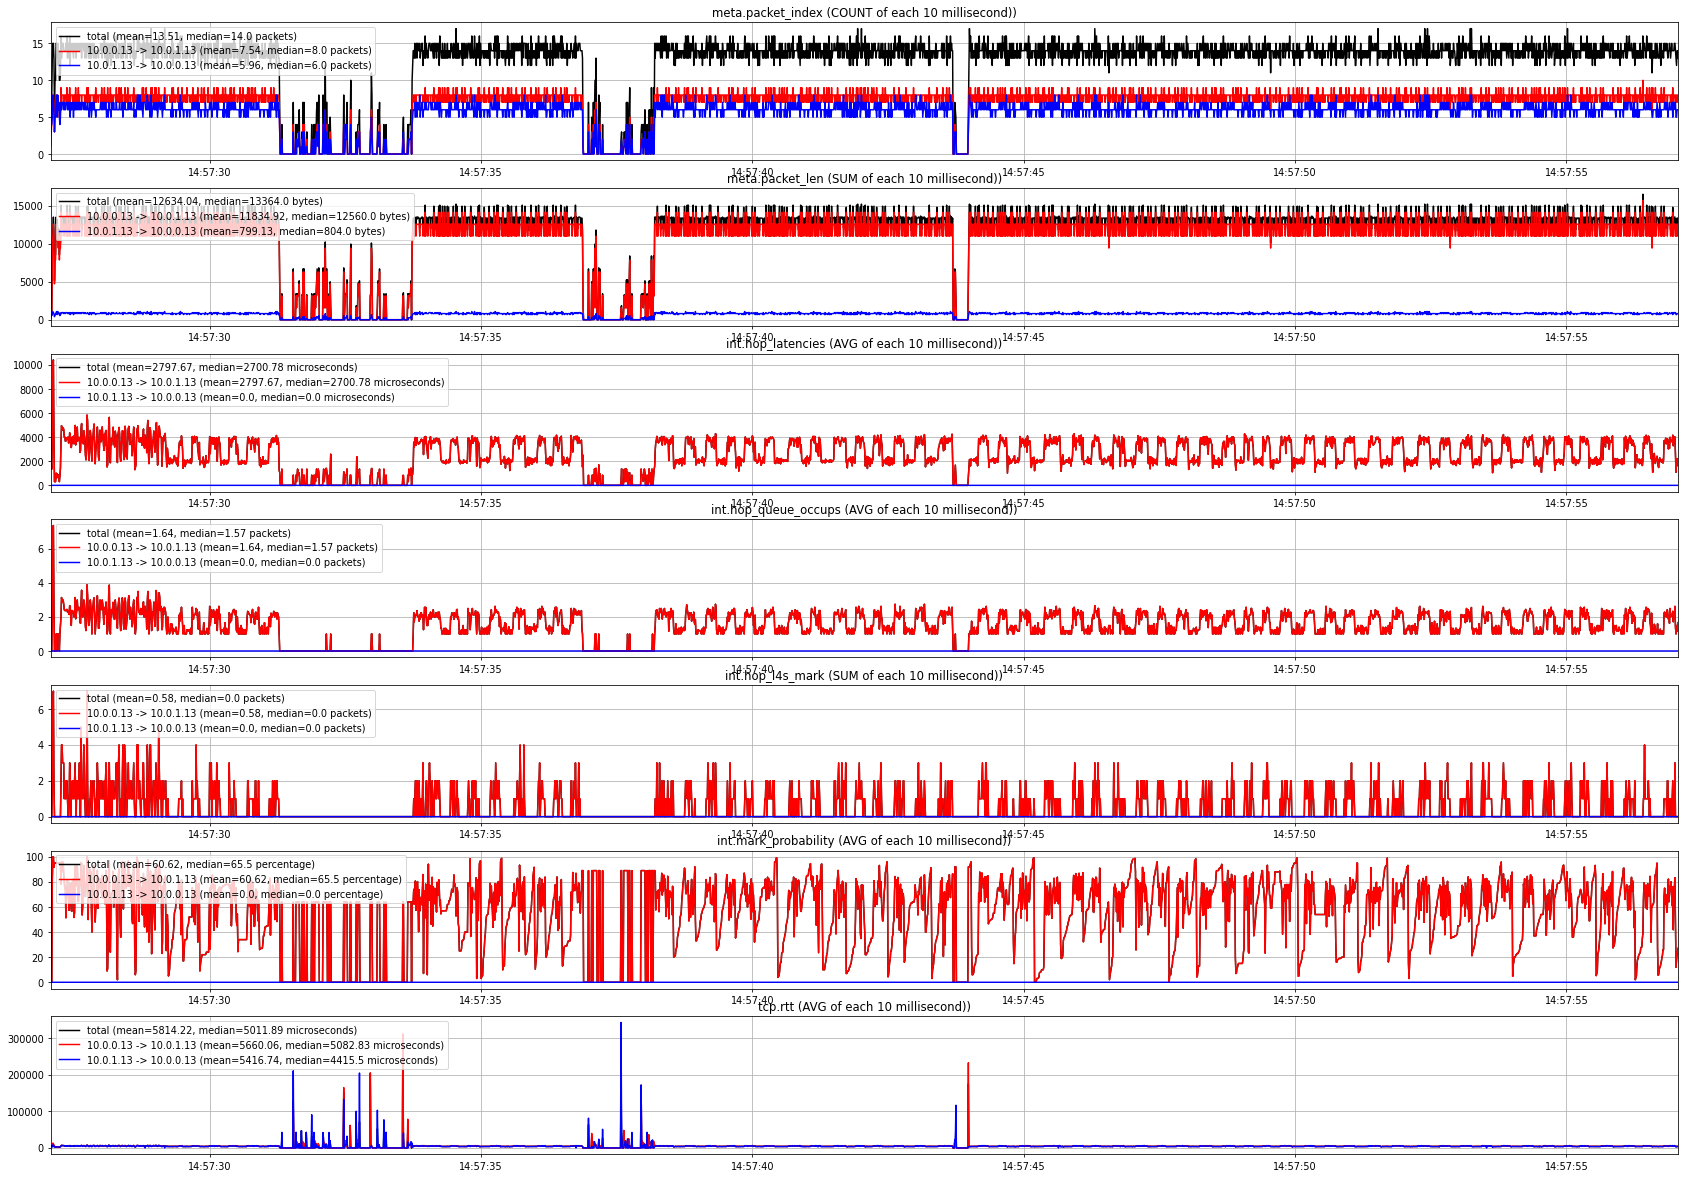 meta.packet_index (COUNT of each 10 millisecond))
total (mean=13.51, median=14.0 packets)
10.0.0.13 -> 10.0.1.13 (mean=7.54, median=8.0 packets)
10.0.1.13 -> 10.0.0.13 (mean=5.96, median=6.0 packets)
15
10
5
0
14:57:30 14:57:35 14:57:40 14:57:45 14:57:50 14:57:55
meta.packet_len (SUM of each 10 millisecond))
total (mean=12634.04, median=13364.0 bytes)
10.0.0.13 -> 10.0.1.13 (mean=11834.92, median=12560.0 bytes)
10.0.1.13 -> 10.0.0.13 (mean=799.13, median=804.0 bytes)
15000
10000
5000
0
14:57:30 14:57:35 14:57:40 14:57:45 14:57:50 14:57:55
int.hop_latencies (AVG of each 10 millisecond))
total (mean=2797.67, median=2700.78 microseconds)
10.0.0.13 -> 10.0.1.13 (mean=2797.67, median=2700.78 microseconds)
10.0.1.13 -> 10.0.0.13 (mean=0.0, median=0.0 microseconds)
10000
8000
6000
4000
2000
0
14:57:30 14:57:35 14:57:40 14:57:45 14:57:50 14:57:55
int.hop_queue_occups (AVG of each 10 millisecond))
total (mean=1.64, median=1.57 packets)
10.0.0.13 -> 10.0.1.13 (mean=1.64, median=1.57 packets)
10.0.1.13 -> 10.0.0.13 (mean=0.0, median=0.0 packets)
6
4
2
0
14:57:30 14:57:35 14:57:40 14:57:45 14:57:50 14:57:55
int.hop_l4s_mark (SUM of each 10 millisecond))
total (mean=0.58, median=0.0 packets)
10.0.0.13 -> 10.0.1.13 (mean=0.58, median=0.0 packets)
10.0.1.13 -> 10.0.0.13 (mean=0.0, median=0.0 packets)
6
4
2
0
14:57:30 14:57:35 14:57:40 14:57:45 14:57:50 14:57:55
int.mark_probability (AVG of each 10 millisecond))
total (mean=60.62, median=65.5 percentage)
10.0.0.13 -> 10.0.1.13 (mean=60.62, median=65.5 percentage)
10.0.1.13 -> 10.0.0.13 (mean=0.0, median=0.0 percentage)
100
80
60
40
20
0
14:57:30 14:57:35 14:57:40 14:57:45 14:57:50 14:57:55
tcp.rtt (AVG of each 10 millisecond))
total (mean=5814.22, median=5011.89 microseconds)
10.0.0.13 -> 10.0.1.13 (mean=5660.06, median=5082.83 microseconds)
10.0.1.13 -> 10.0.0.13 (mean=5416.74, median=4415.5 microseconds)
300000
200000
100000
0
14:57:30 14:57:35 14:57:40 14:57:45 14:57:50 14:57:55